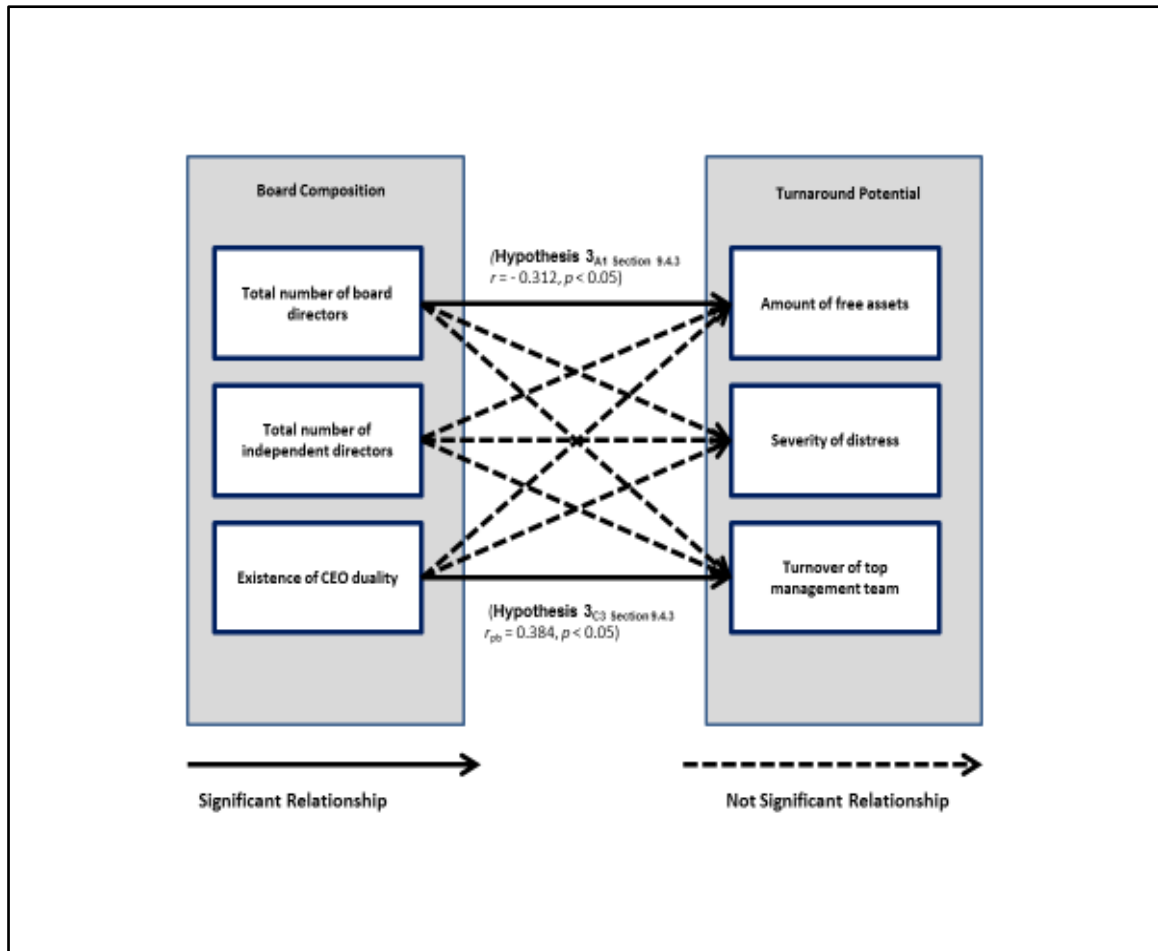 Board Composition
Turnaround Potential
(Hypothesis 3A1 Section 9.4.3
r = - 0.312, p < 0.05)
Total number of board
directors
Amount of free assets
Total number of
independent directors
Severity of distress
Existence of CEO duality
Turnover of top
management team
(Hypothesis 3C3 Section 9.4.3
rpb = 0.384, p < 0.05)
Significant Relationship
Not Significant Relationship